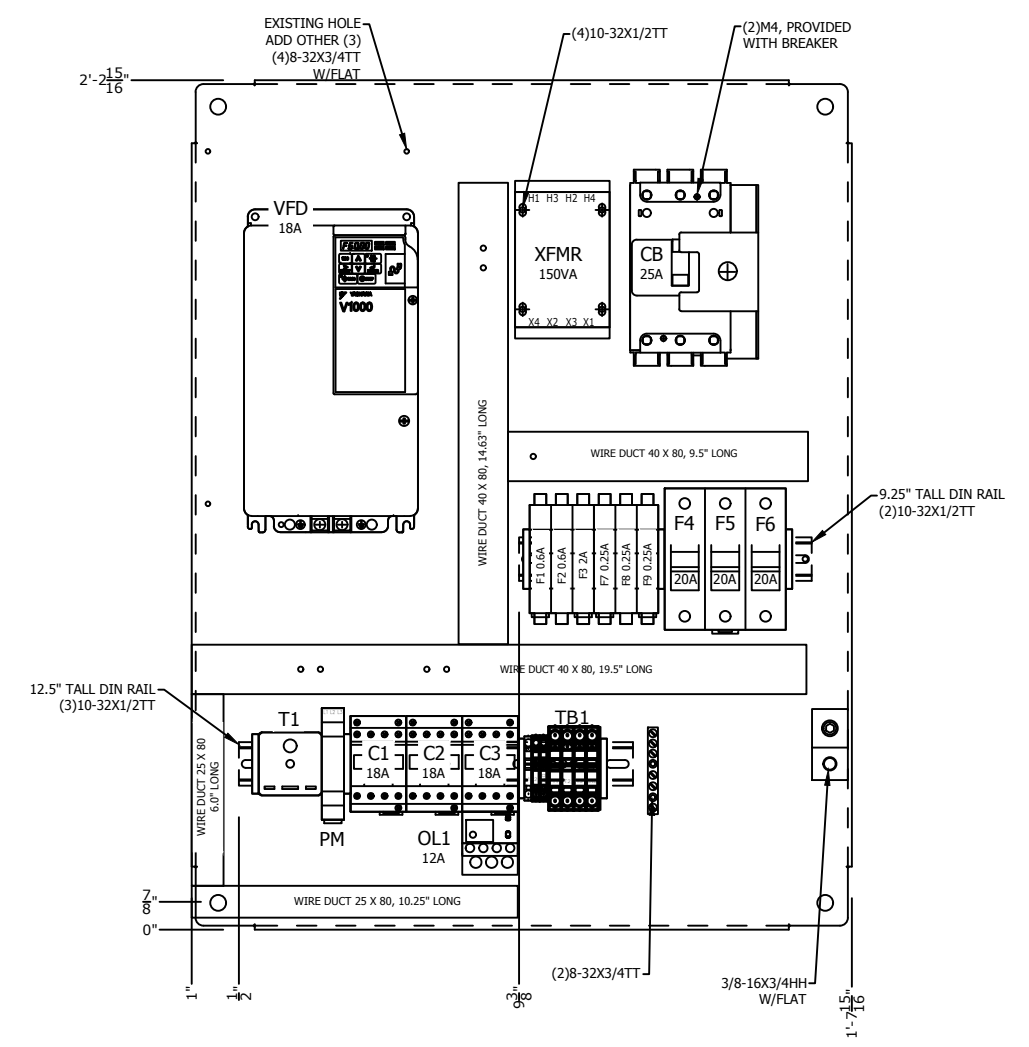 EXISTING HOLE
ADD OTHER (3)
(4)8-32X3/4TT
W/FLAT
(4)10-32X1/2TT
(2)M4, PROVIDED
WITH BREAKER
2'-2 15/16"
H1 H3 H2 H4
XFMR
150VA
X4 X2 X3 X1
CB
25A
VFD
18A
V1000
WIRE DUCT 40 X 80, 14.63" LONG
WIRE DUCT 40 X 80, 9.5" LONG
9.25" TALL DIN RAIL
(2)10-32X1/2TT
F1 0.6A
F2 0.6A
F3 2A
F7 0.25A
F8 0.25A
F9 0.25A
F4
20A
F5
20A
F6
20A
WIRE DUCT 40 X 80, 19.5" LONG
12.5" TALL DIN RAIL
(3)10-32X1/2TT
WIRE DUCT 25 X 80
6.0" LONG
T1
PM
C1
18A
C2
18A
C3
18A
OL1
12A
TB1
WIRE DUCT 25 X 80, 10.25" LONG
7/8"
0"
(2)8-32X3/4TT
3/8-16X3/4HH
W/FLAT
1"
1/2"
9 3/8"
1'-7 15/16"